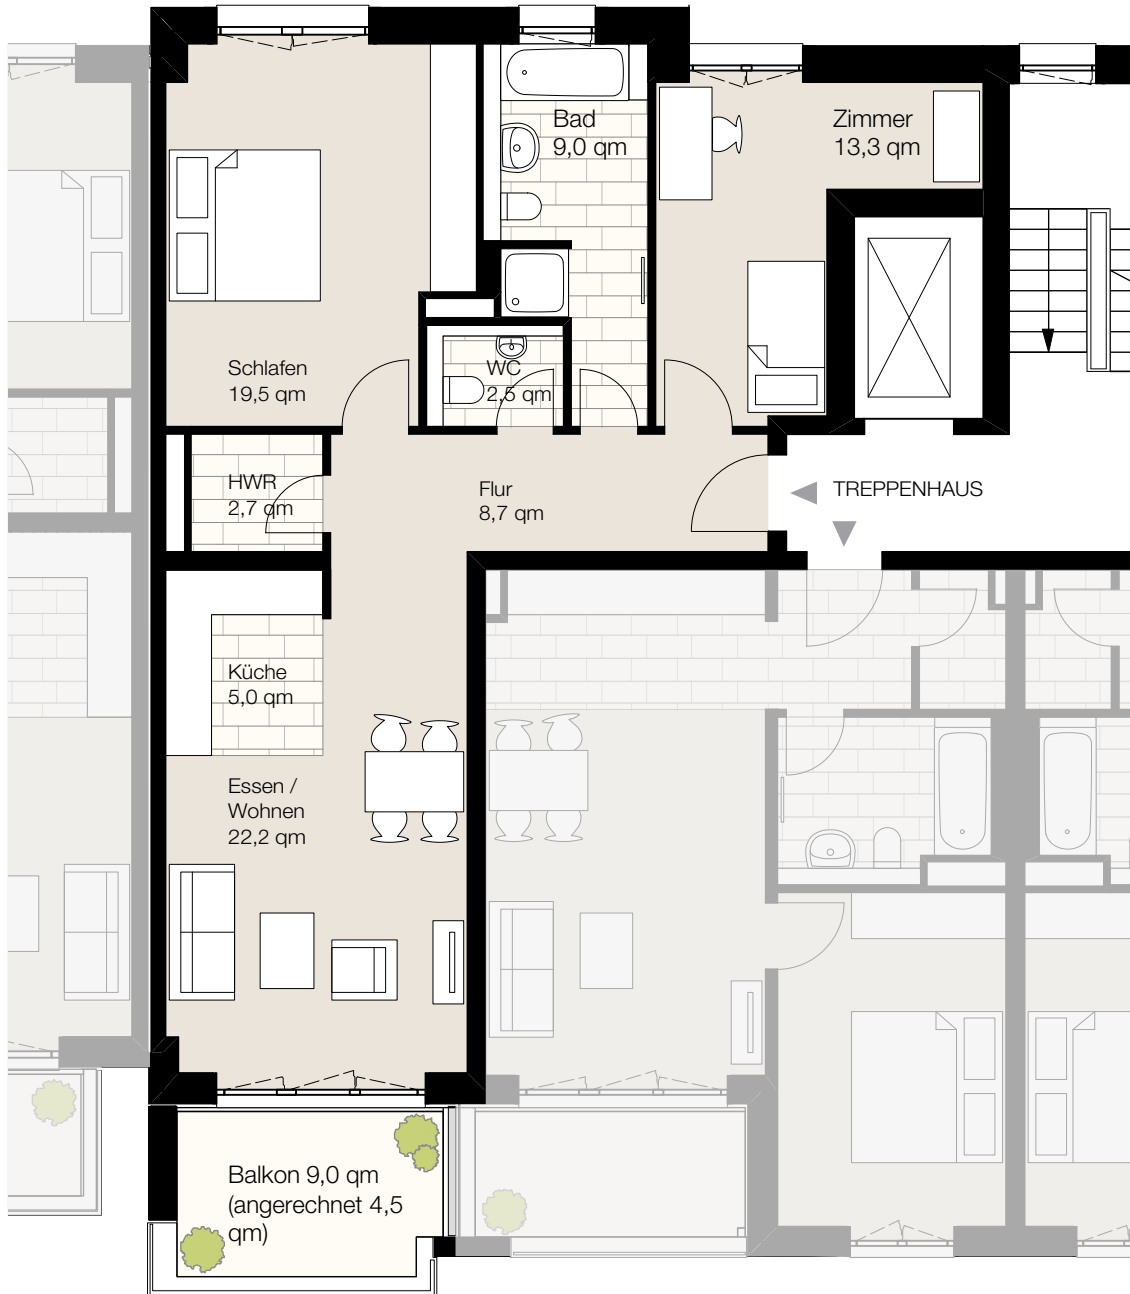 Bad
9,0 qm
Zimmer
13,3 qm
Schlafen
19,5 qm
WC
2,5 qm
HWR
2,7 qm
Flur
8,7 qm
TREPPENHAUS
Küche
5,0 qm
Essen /
Wohnen
22,2 qm
Balkon 9,0 qm
(angerechnet 4,5
qm)